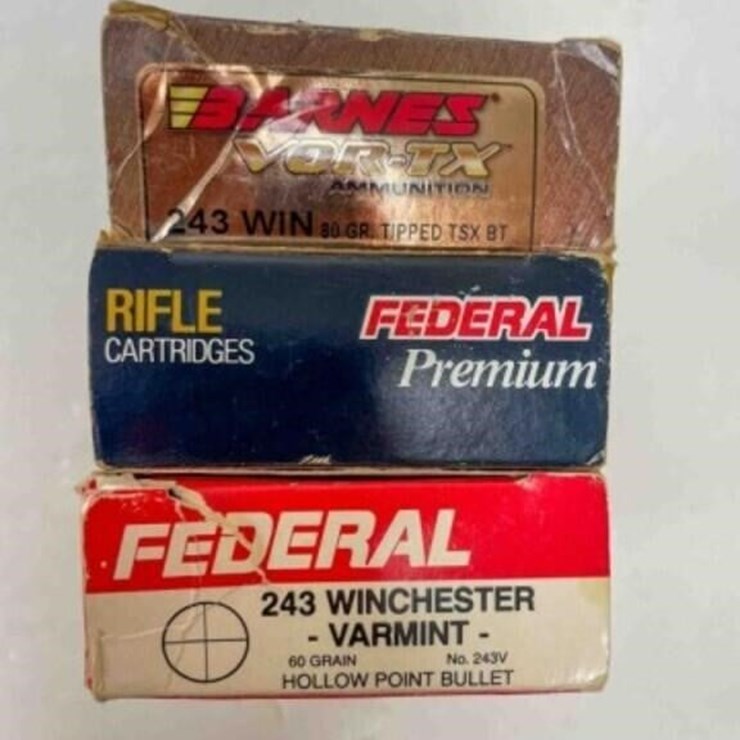 BARNES
VOR-TX™
AMMUNITION
243 WIN 80 GR. TIPPED TSX BT
RIFLE
CARTRIDGES
FEDERAL
Premium
FEDERAL
243 WINCHESTER
- VARMINT -
60 GRAIN No. 243V
HOLLOW POINT BULLET